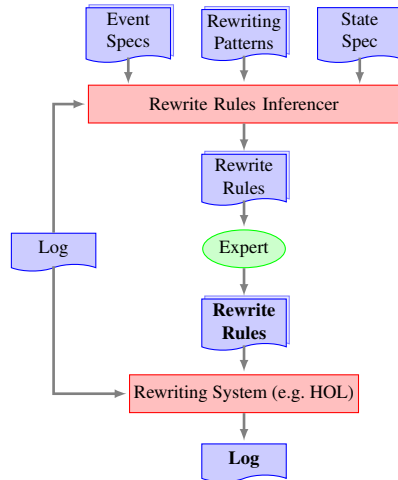 Event
Specs
Rewriting
Patterns
State
Spec
Rewrite Rules Inferencer
Rewrite
Rules
Log
Expert
Rewrite
Rules
Rewriting System (e.g. HOL)
Log